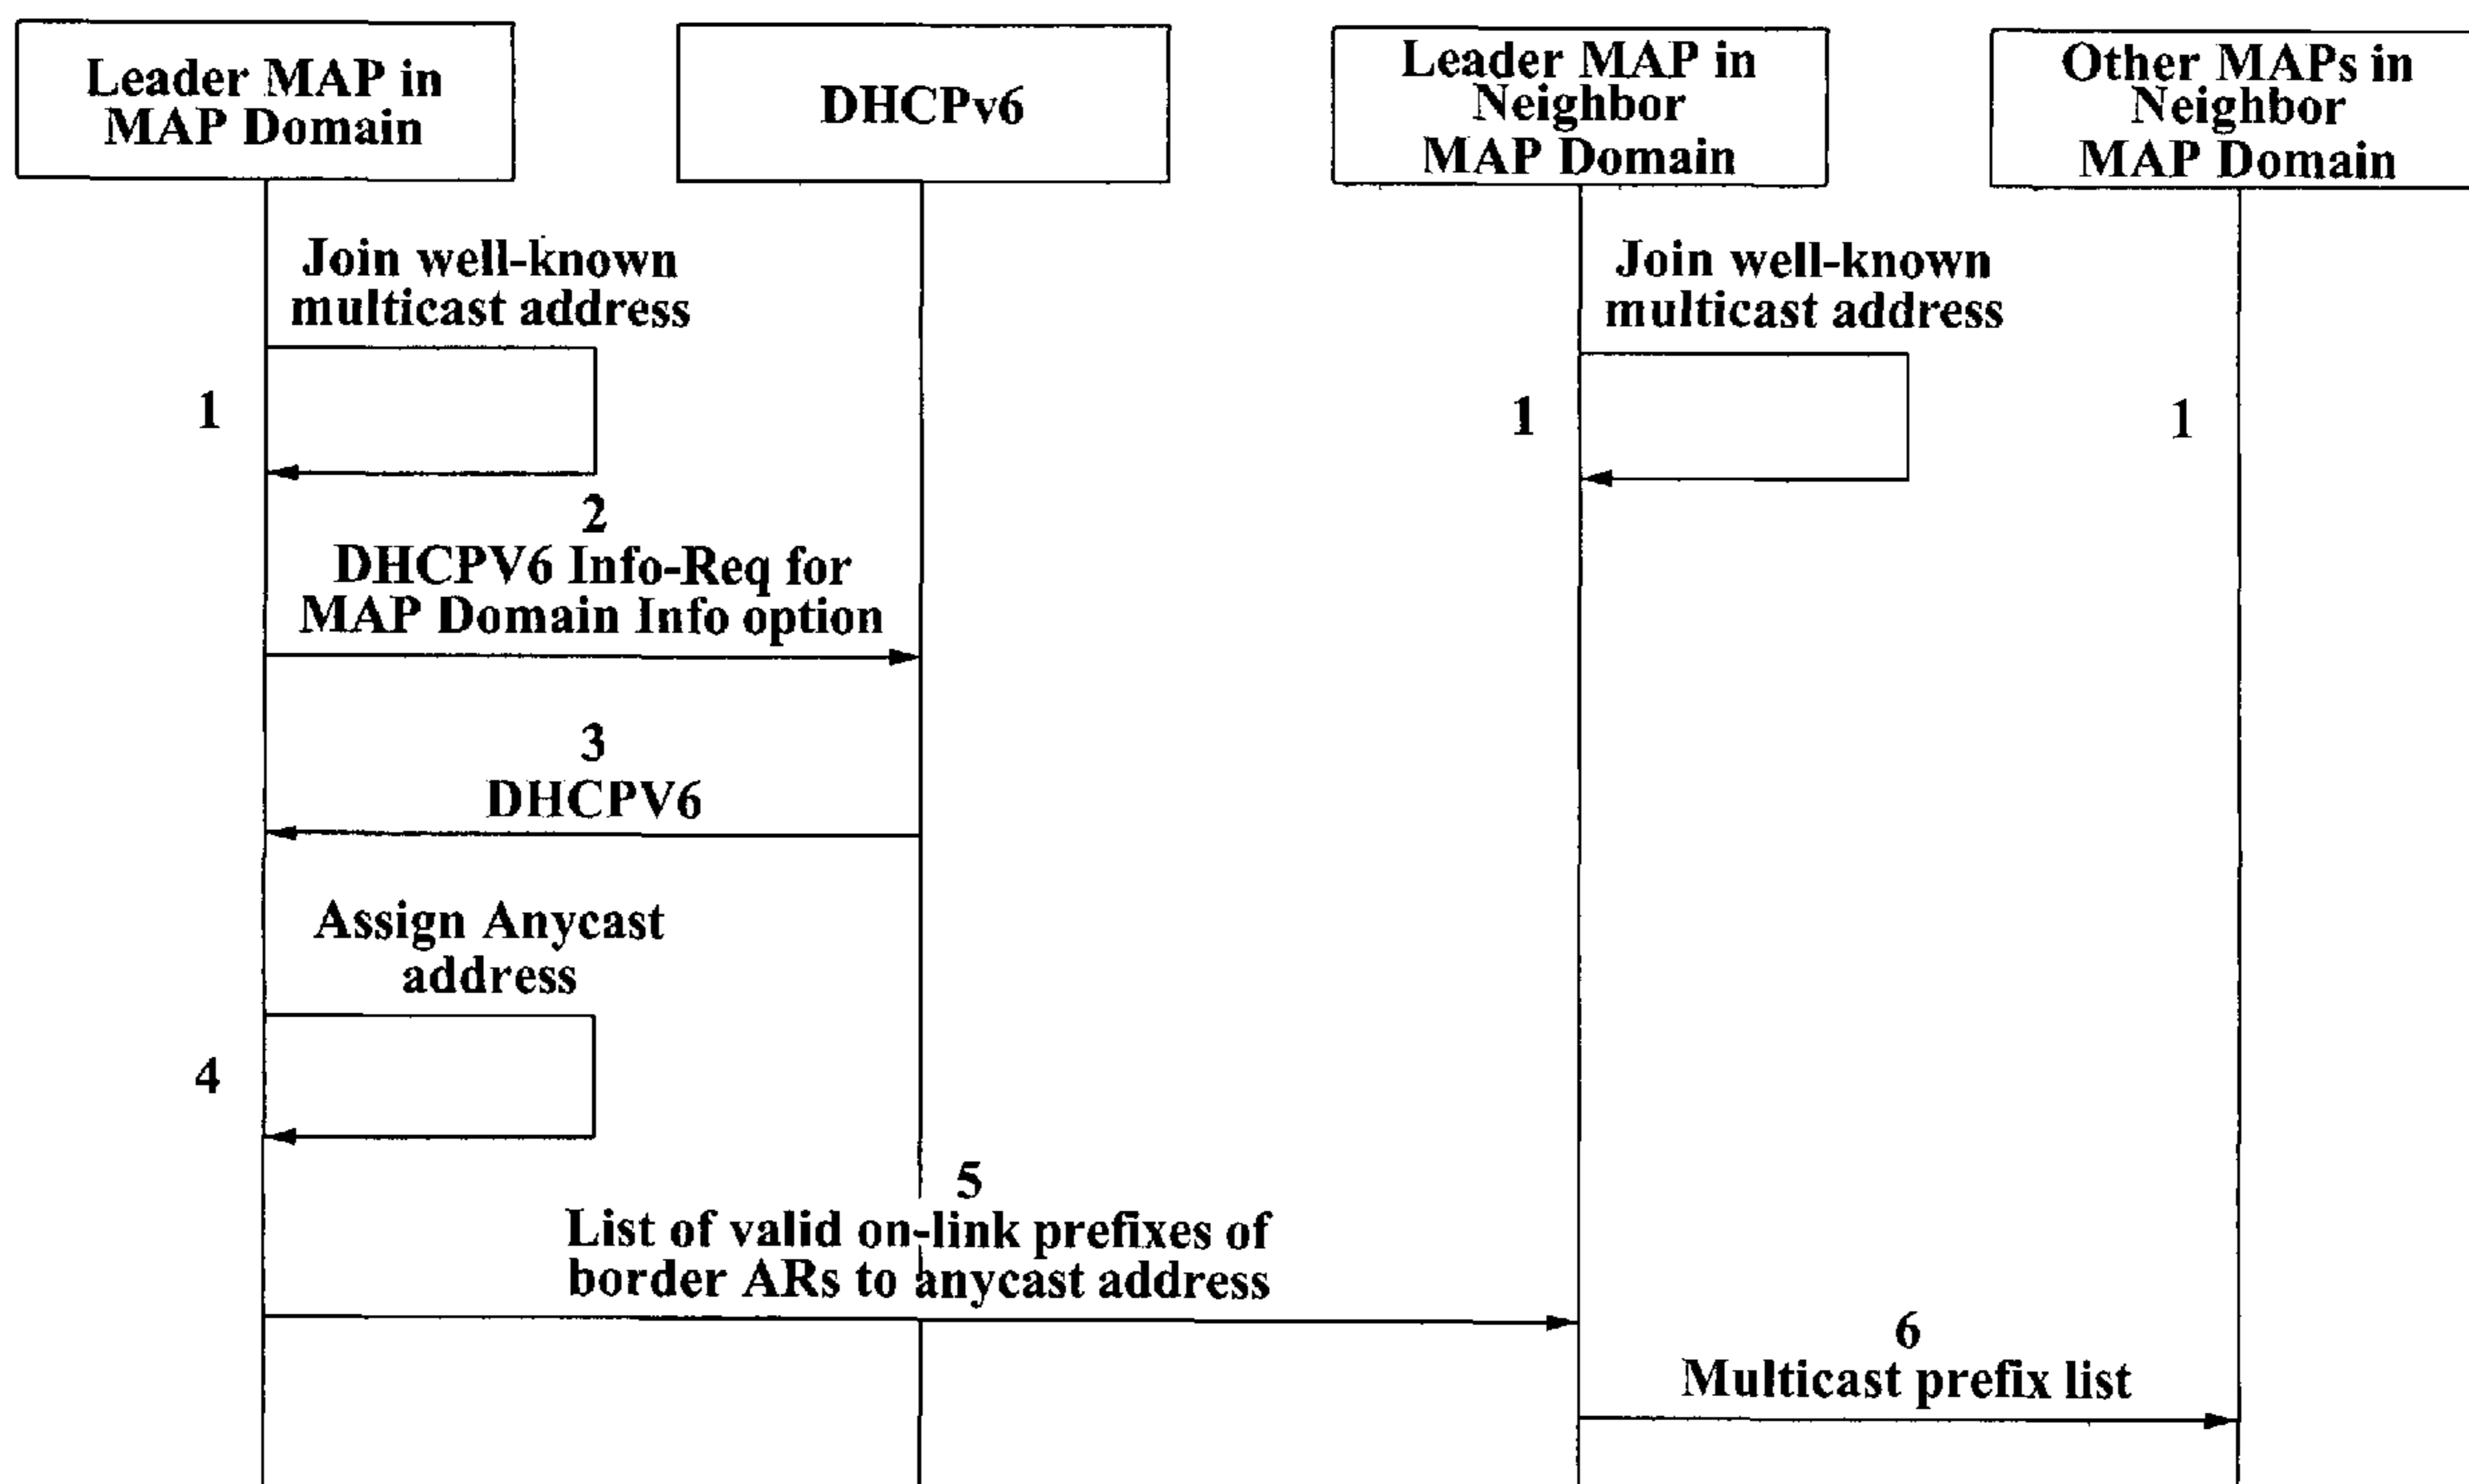 Leader MAP in
MAP Domain
DHCPv6
Leader MAP in
Neighbor
MAP Domain
Other MAPs in
Neighbor
MAP Domain
Join well-known
multicast address
1
Join well-known
multicast address
1
1
2
DHCPV6 Info-Req for
MAP Domain Info option
3
DHCPV6
Assign Anycast
address
4
5
List of valid on-link prefixes of
border ARs to anycast address
6
Multicast prefix list